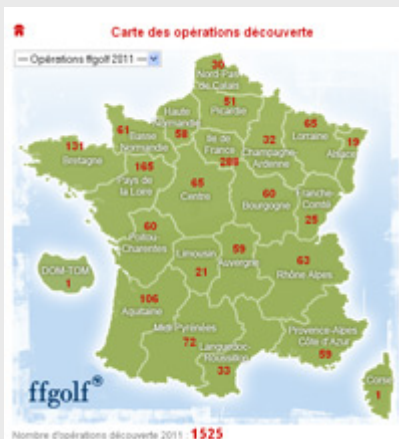 Carte des opérations découverte
— Opérations ffgolf 2011 —
30
Nord-Pas
de Calais
51
Picardie
Haute
Normandie
58
61
Basse
Normandie
Ile de
France
289
32
Champagne-
Ardenne
65
Lorraine
19
Alsace
131
Bretagne
165
Pays de
la Loire
65
Centre
60
Bourgogne
Franche-
Comté
25
60
Poitou-
Charentes
Limousin
21
59
Auvergne
63
Rhône Alpes
DOM-TOM
1
106
Aquitaine
Midi Pyrénées
72
Languedoc-
Roussillon
33
Provence-Alpes
Côte d'Azur
59
Corse
1
ffgolf®
Nombre d'opérations découverte 2011 : 1525